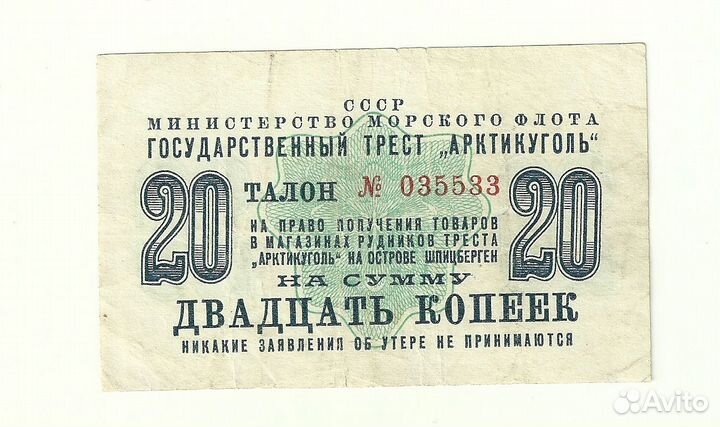 СССР
МИНИСТЕРСТВО МОРСКОГО ФЛОТА
ГОСУДАРСТВЕННЫЙ ТРЕСТ „АРКТИКУГОЛЬ"
20 ТАЛОН № 035533 20
НА ПРАВО ПОЛУЧЕНИЯ ТОВАРОВ
В МАГАЗИНАХ РУДНИКОВ ТРЕСТА
„АРКТИКУГОЛЬ" НА ОСТРОВЕ ШПИЦБЕРГЕН
НА СУММУ
ДВАДЦАТЬ КОПЕЕК
НИКАКИЕ ЗАЯВЛЕНИЯ ОБ УТЕРЕ НЕ ПРИНИМАЮТСЯ
Avito